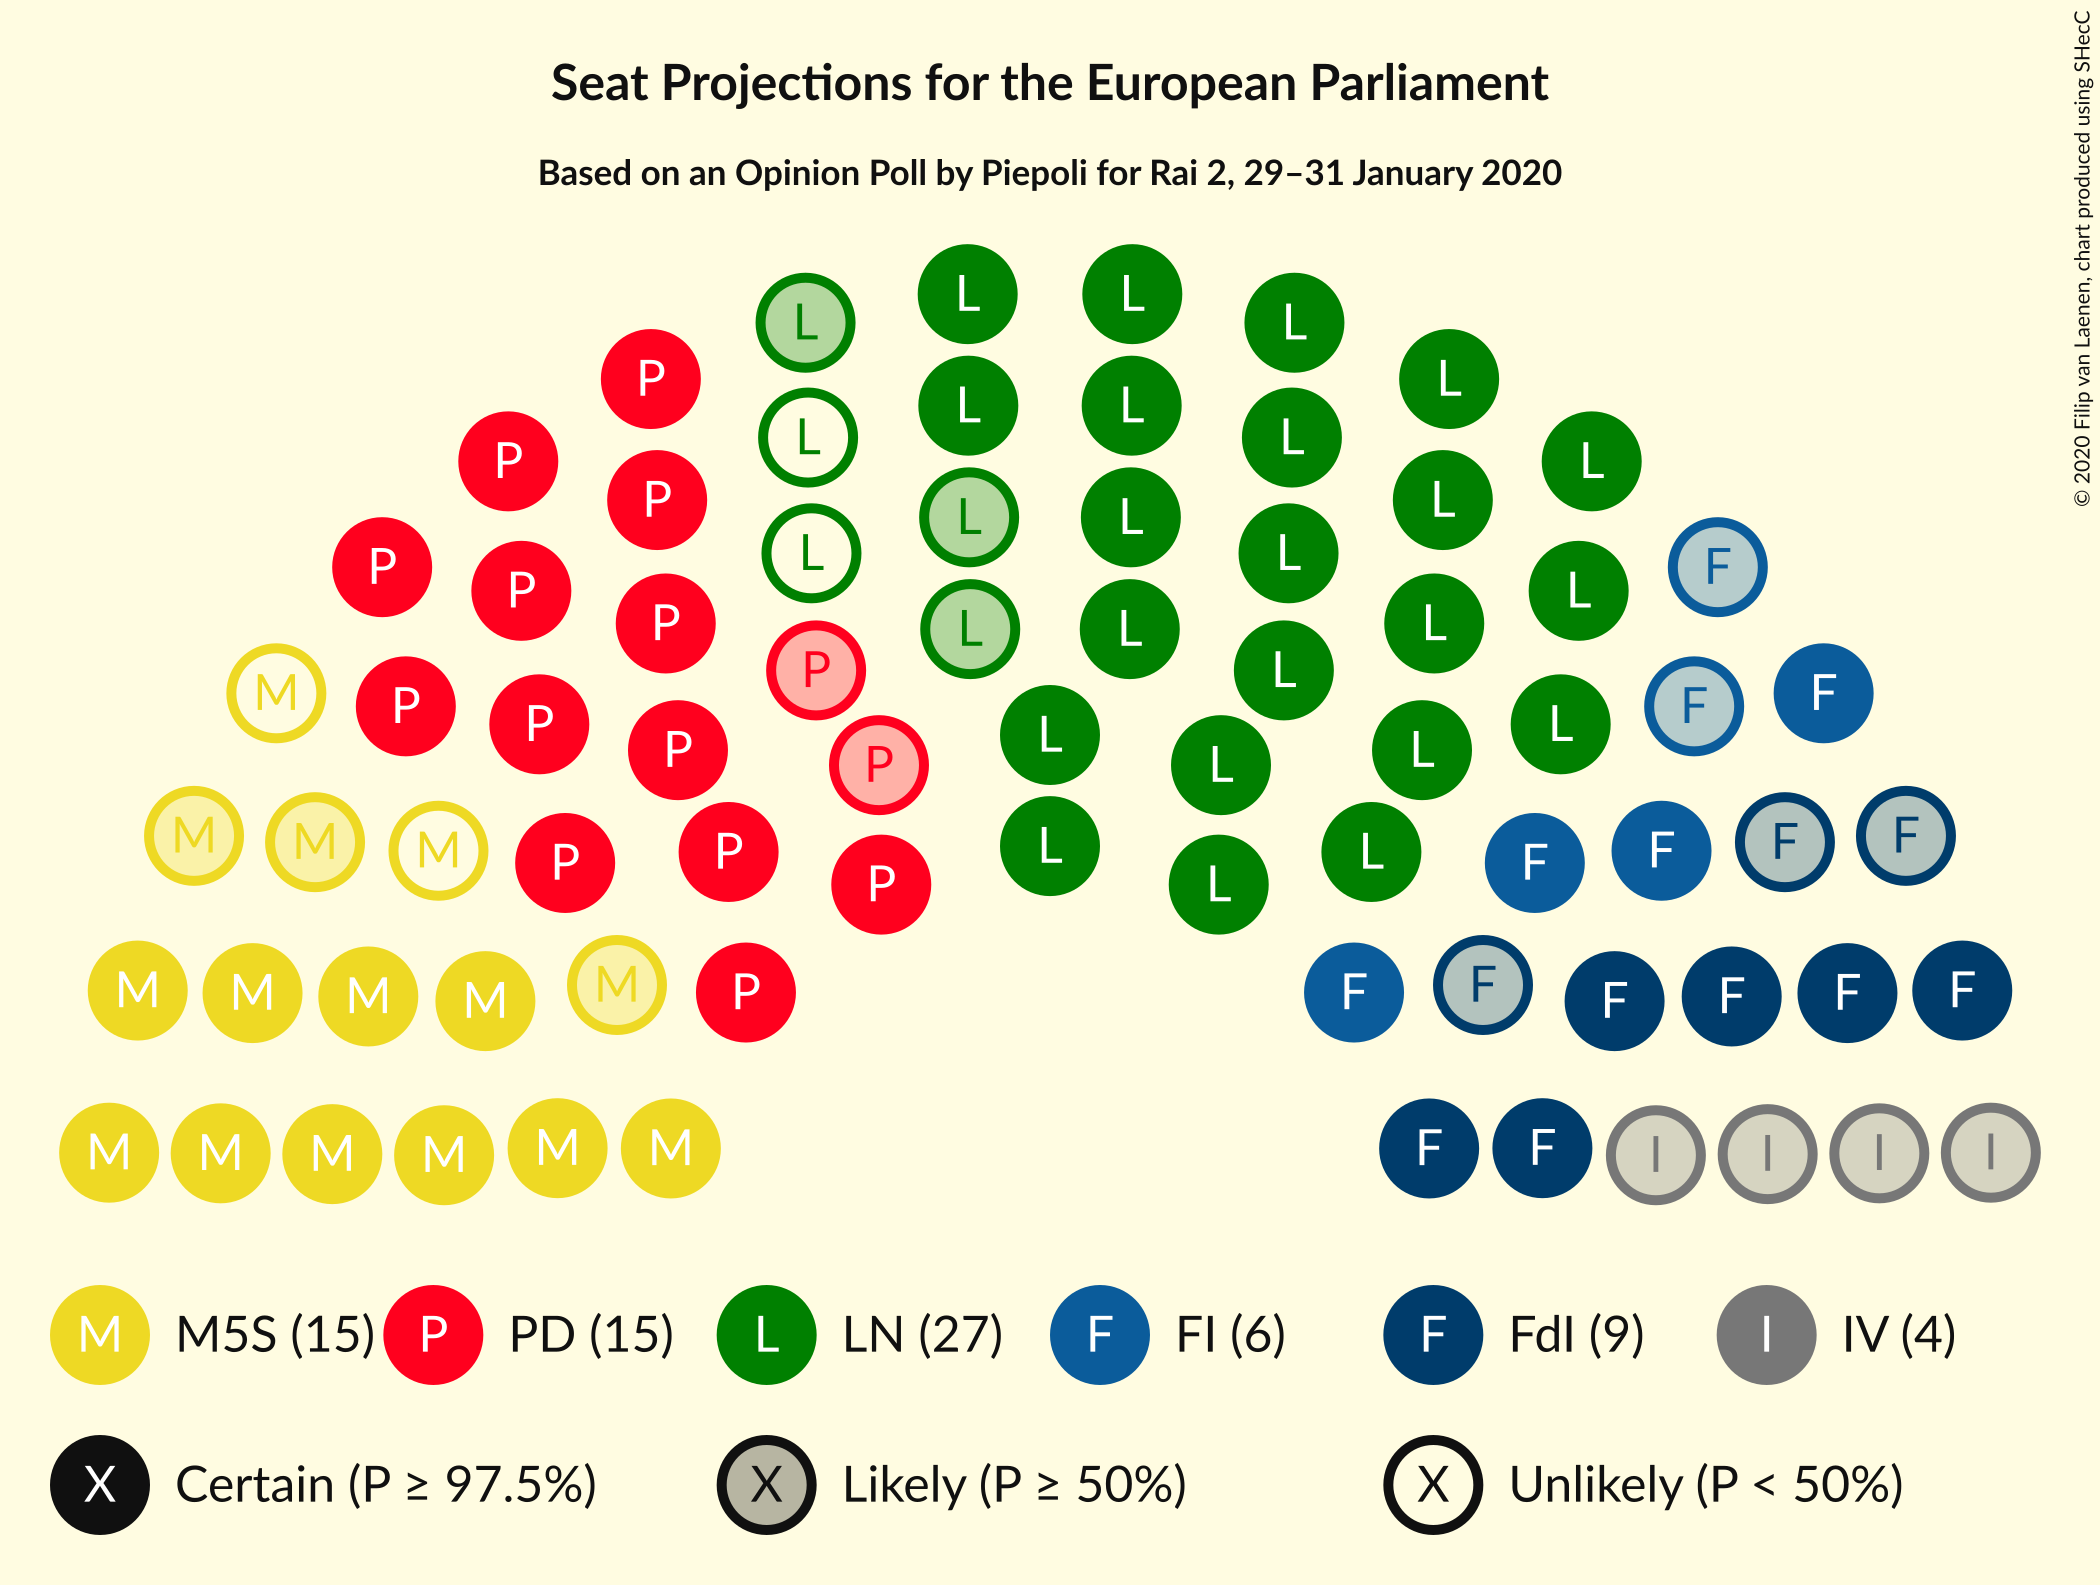 Seat Projections for the European Parliament
Based on an Opinion Poll by Piepoli for Rai 2, 29–31 January 2020
© 2020 Filip van Laenen, chart produced using SHecC
L L L L
P L L
P L L L L P L
P L P L
L L L L
P P L L F
P L L P L L
M P P P P L L L F F
P L L
M M M P P L L F F F F
P L
M M M M M P F F F F F F
M M M M M M F F I I I I
M M5S (15) P PD (15) L LN (27) F FI (6) F FdI (9) I IV (4)
X Certain (P ≥ 97.5%) X Likely (P ≥ 50%) X Unlikely (P < 50%)